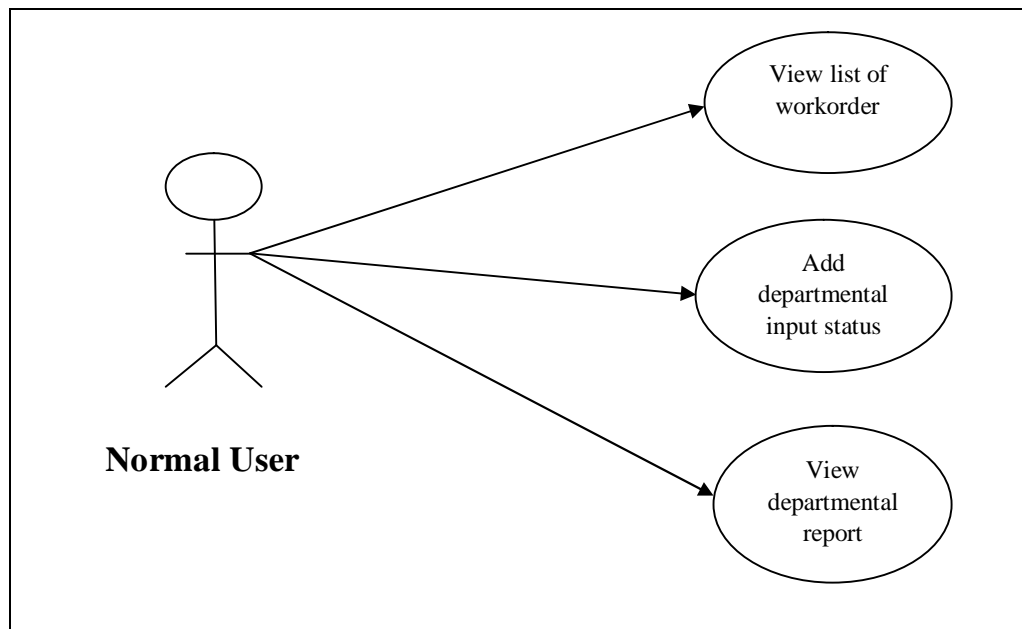 View list of
workorder
Add
departmental
input status
Normal User
View
departmental
report